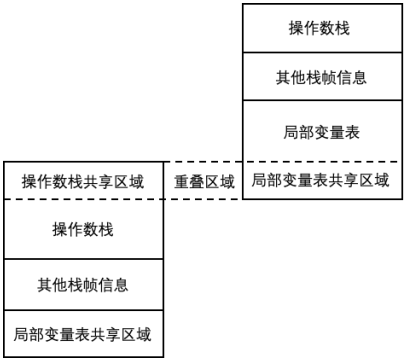 操作数栈
其他栈帧信息
局部变量表
操作数栈共享区域
重叠区域
局部变量表共享区域
操作数栈
其他栈帧信息
局部变量表共享区域